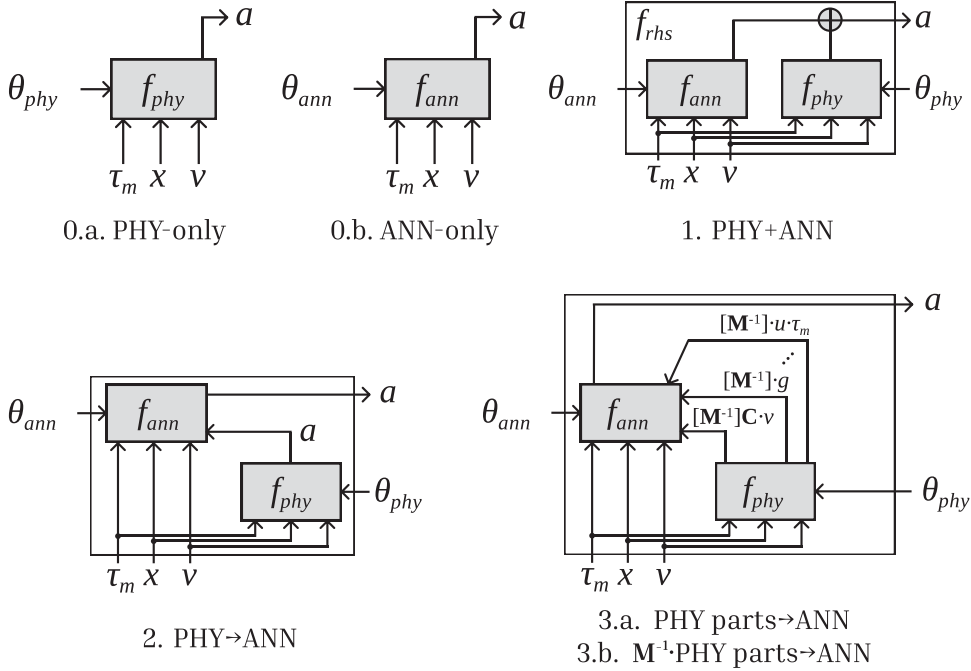 a
θphy
fphy
τm x v
0.a. PHY-only
a
θann
fann
τm x v
0.b. ANN-only
frhs
a
θann
fann
fphy
θphy
τm x v
1. PHY+ANN
a
θann
fann
a
fphy
θphy
τm x v
2. PHY→ANN
a
[M⁻¹]·u·τm
⋰
[M⁻¹]·g
[M⁻¹]C·v
θann
fann
fphy
θphy
τm x v
3.a. PHY parts→ANN
3.b. M⁻¹·PHY parts→ANN